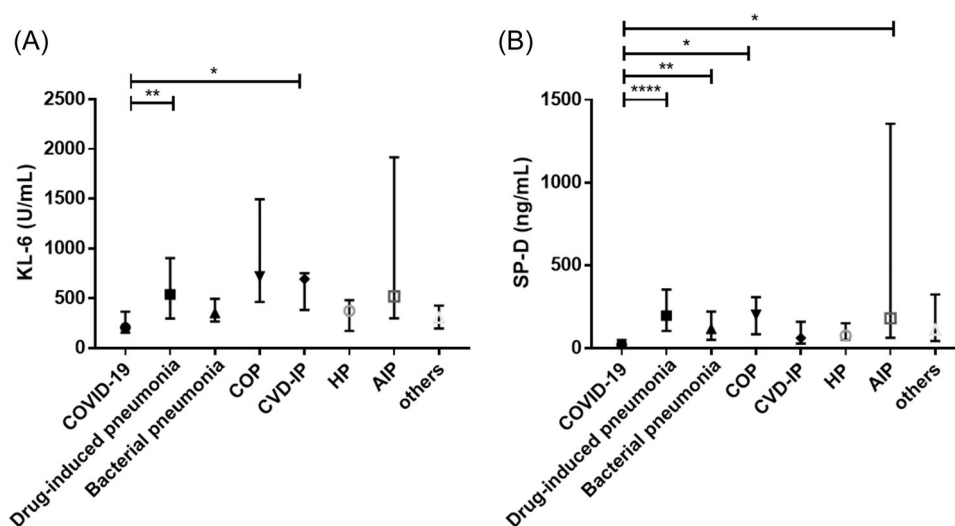 (A)
*
**
2500
2000
1500
1000
500
0
KL-6 (U/mL)
COVID-19
Drug-induced pneumonia
Bacterial pneumonia
COP
CVD-IP
HP
AIP
others
(B)
*
*
**
****
1500
1000
500
0
SP-D (ng/mL)
COVID-19
Drug-induced pneumonia
Bacterial pneumonia
COP
CVD-IP
HP
AIP
others